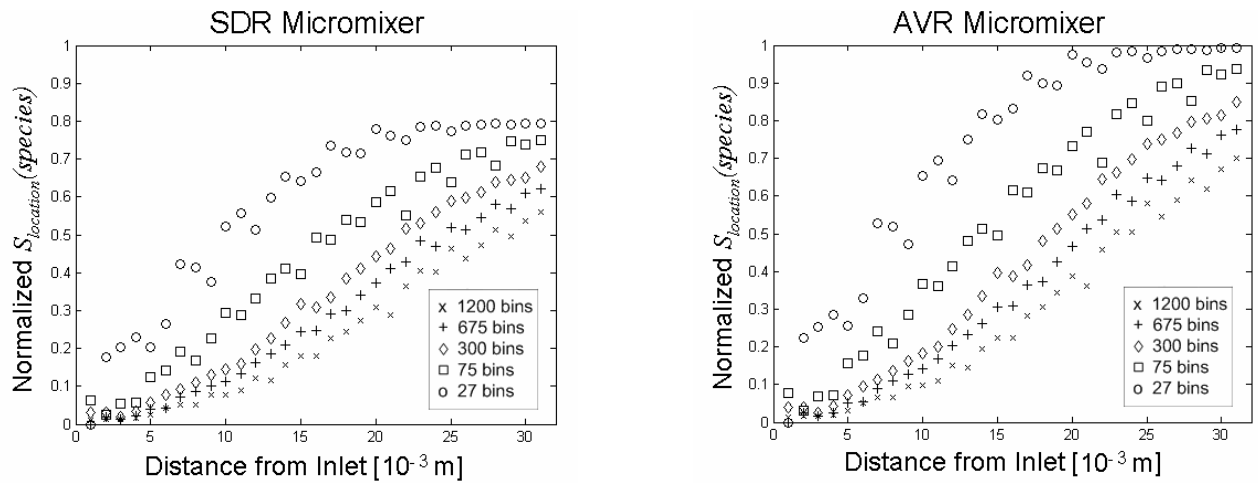 SDR Micromixer
Normalized S_location(species)
1
0.9
0.8
0.7
0.6
0.5
0.4
0.3
0.2
0.1
0
× 1200 bins
+ 675 bins
◇ 300 bins
□ 75 bins
○ 27 bins
0 5 10 15 20 25 30
Distance from Inlet [10⁻³ m]
AVR Micromixer
Normalized S_location(species)
1
0.9
0.8
0.7
0.6
0.5
0.4
0.3
0.2
0.1
0
× 1200 bins
+ 675 bins
◇ 300 bins
□ 75 bins
○ 27 bins
0 5 10 15 20 25 30
Distance from Inlet [10⁻³ m]